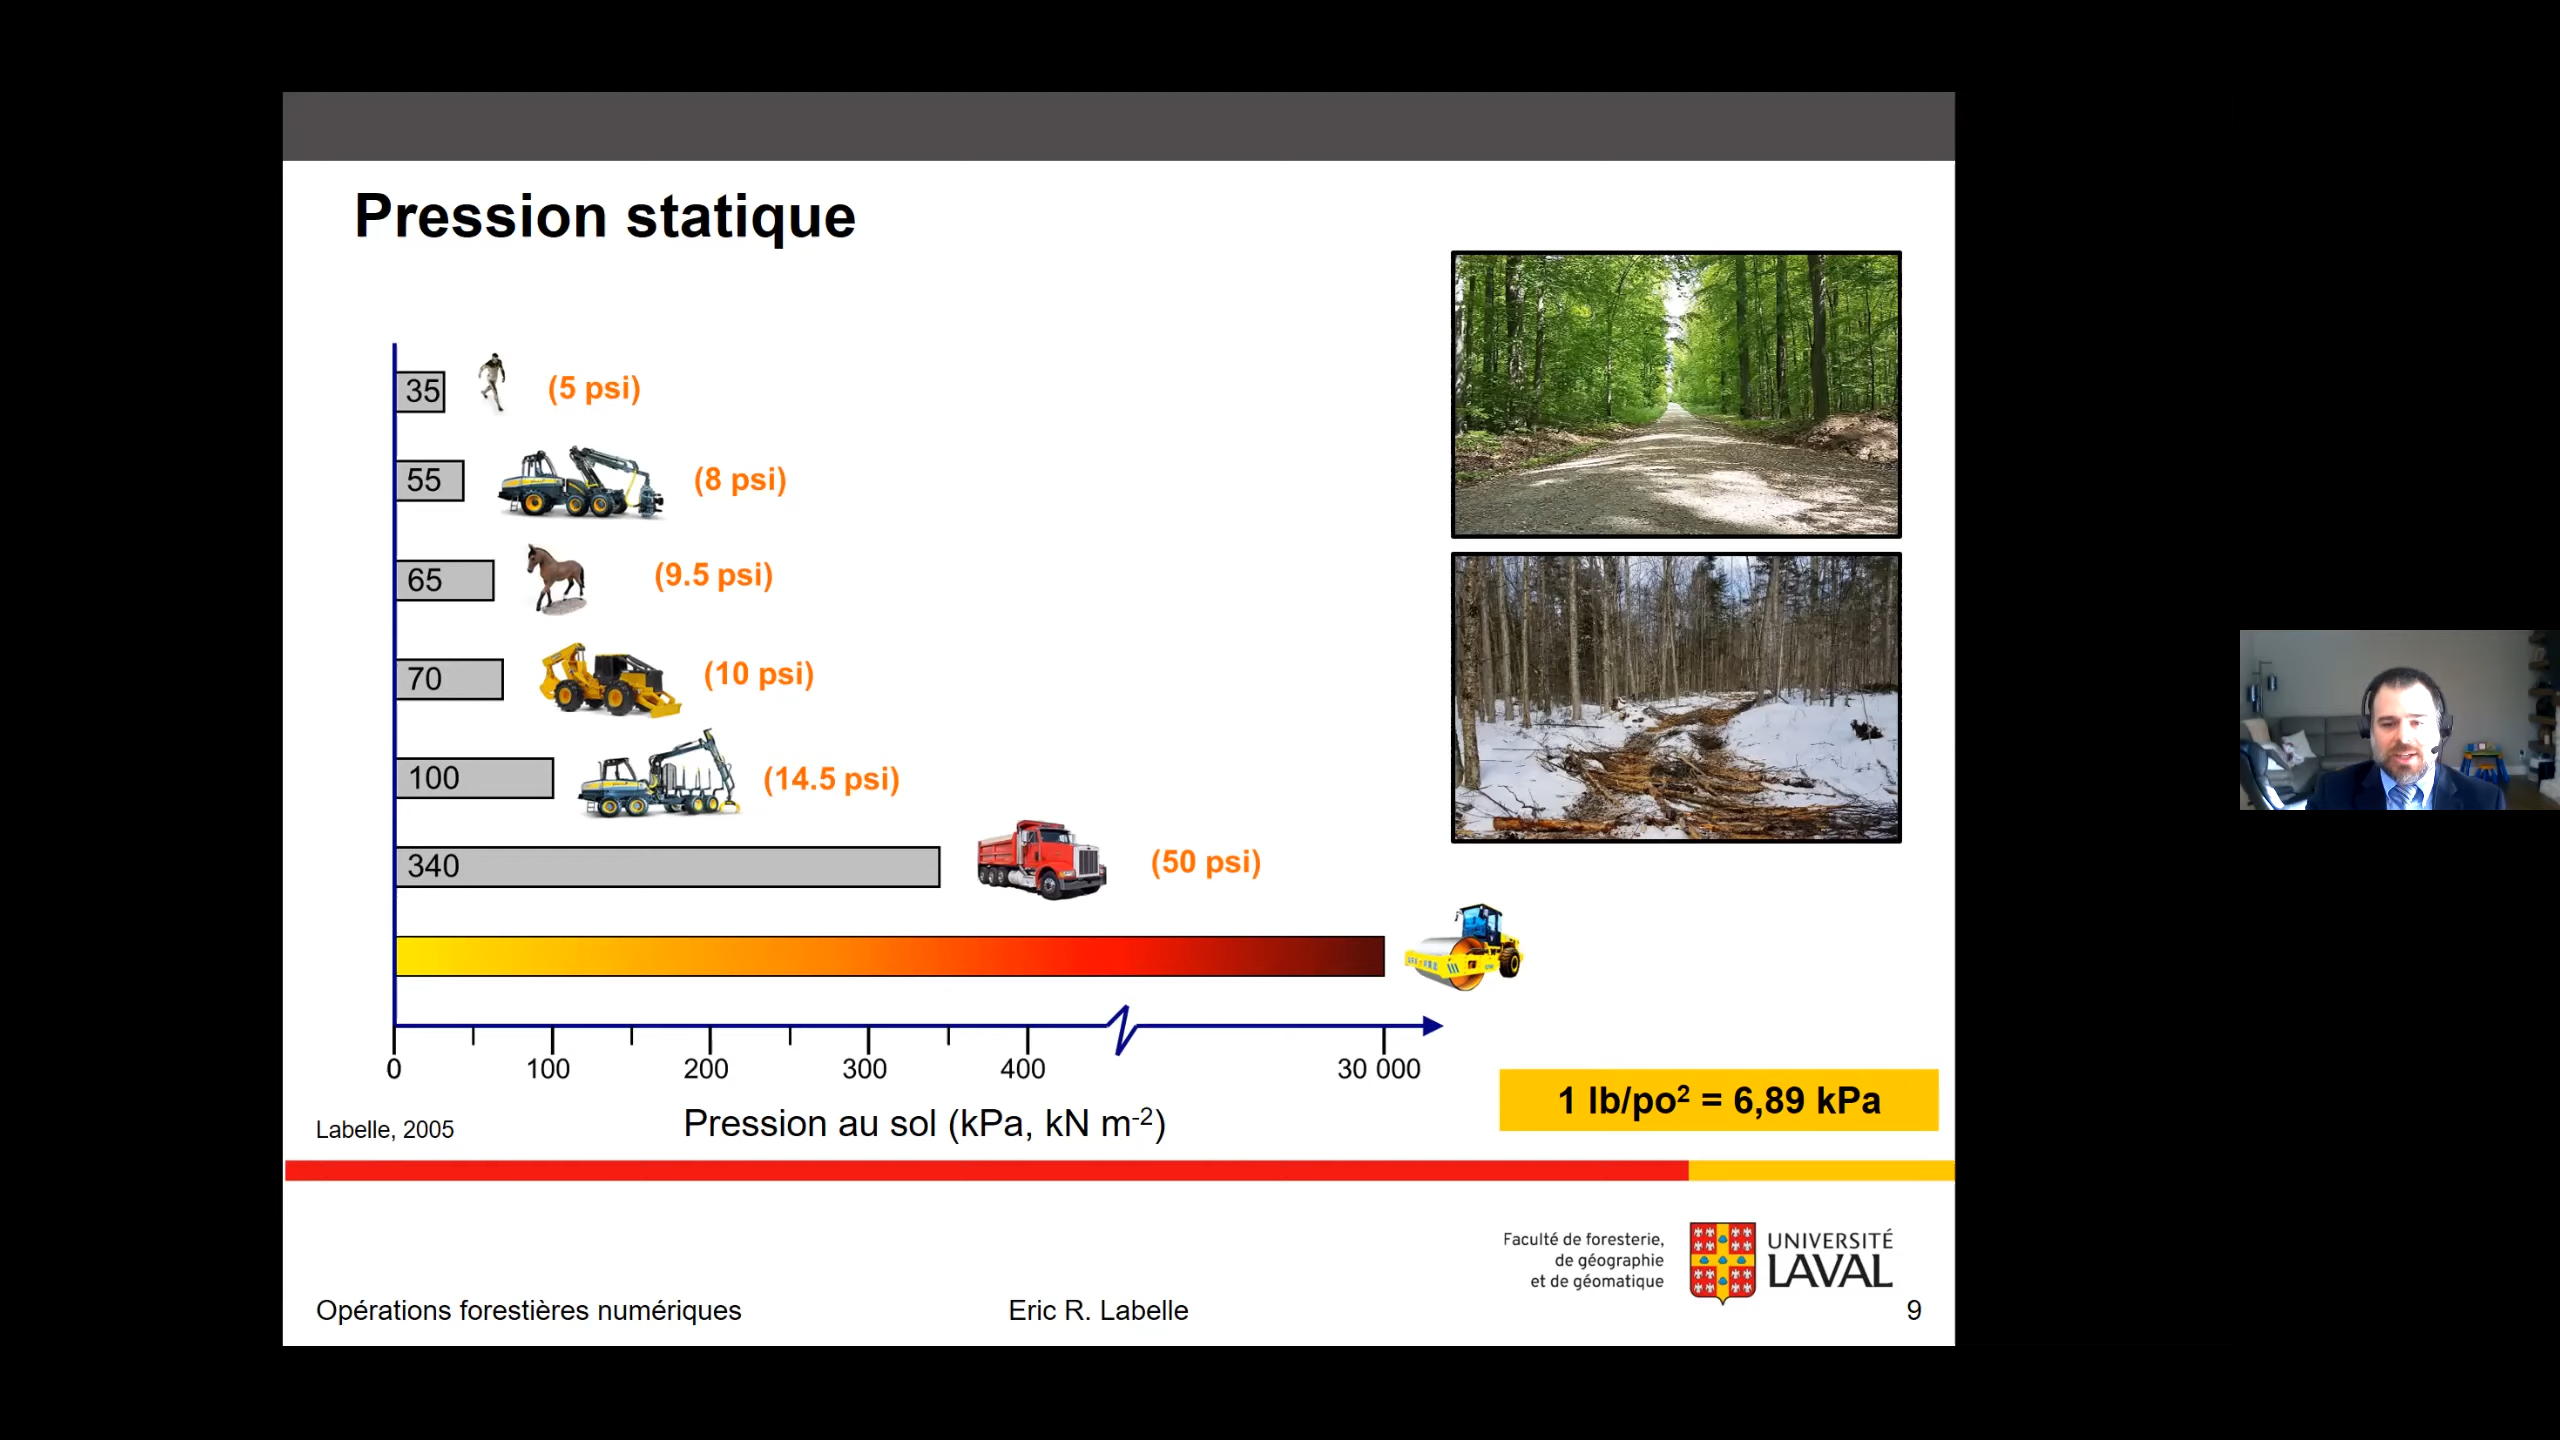 Pression statique
35
(5 psi)
55
(8 psi)
65
(9.5 psi)
70
(10 psi)
100
(14.5 psi)
340
(50 psi)
0 100 200 300 400 30 000
Pression au sol (kPa, kN m⁻²)
1 lb/po² = 6,89 kPa
Labelle, 2005
Faculté de foresterie,
de géographie
et de géomatique
UNIVERSITÉ
LAVAL
Opérations forestières numériques
Eric R. Labelle
9